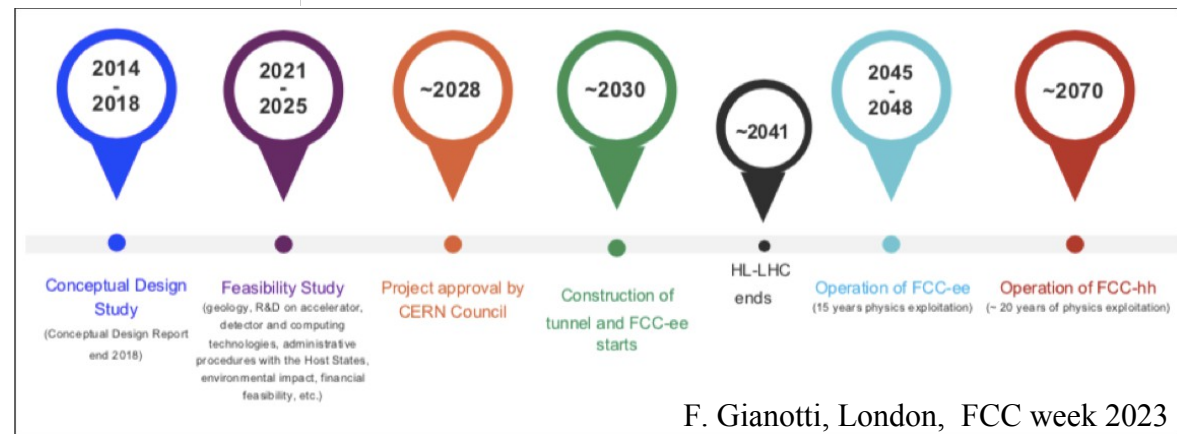 2014
-
2018
2021
-
2025
~2028
~2030
~2041
2045
-
2048
~2070
Conceptual Design
Study
(Conceptual Design Report
end 2018)
Feasibility Study
(geology, R&D on accelerator,
detector and computing
technologies, administrative
procedures with the Host States,
environmental impact, financial
feasibility, etc.)
Project approval by
CERN Council
Construction of
tunnel and FCC-ee
starts
HL-LHC
ends
Operation of FCC-ee
(15 years physics exploitation)
Operation of FCC-hh
(~ 20 years of physics exploitation)
F. Gianotti, London, FCC week 2023